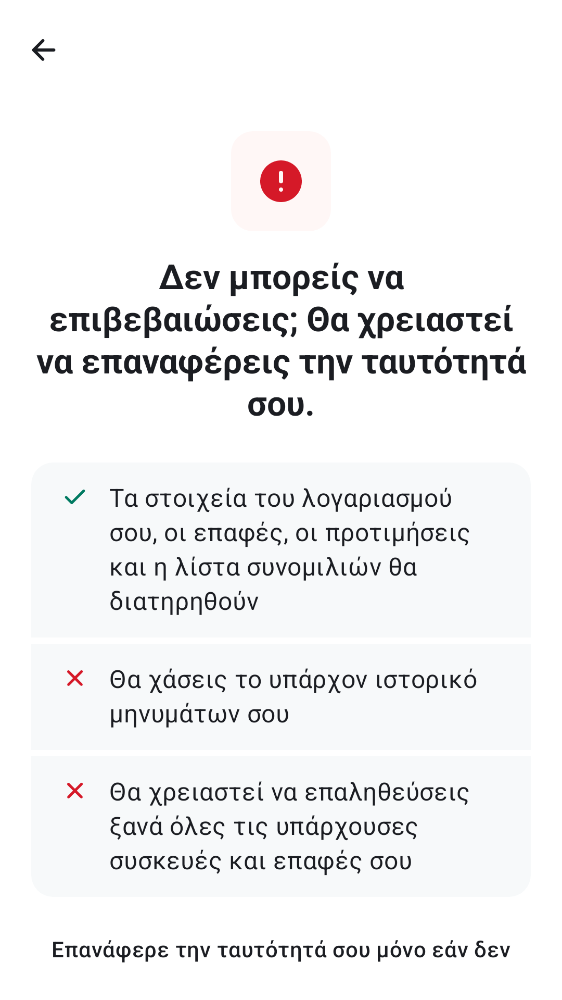 Δεν μπορείς να
επιβεβαιώσεις; Θα χρειαστεί
να επαναφέρεις την ταυτότητά
σου.
Τα στοιχεία του λογαριασμού
σου, οι επαφές, οι προτιμήσεις
και η λίστα συνομιλιών θα
διατηρηθούν
Θα χάσεις το υπάρχον ιστορικό
μηνυμάτων σου
Θα χρειαστεί να επαληθεύσεις
ξανά όλες τις υπάρχουσες
συσκευές και επαφές σου
Επανάφερε την ταυτότητά σου μόνο εάν δεν